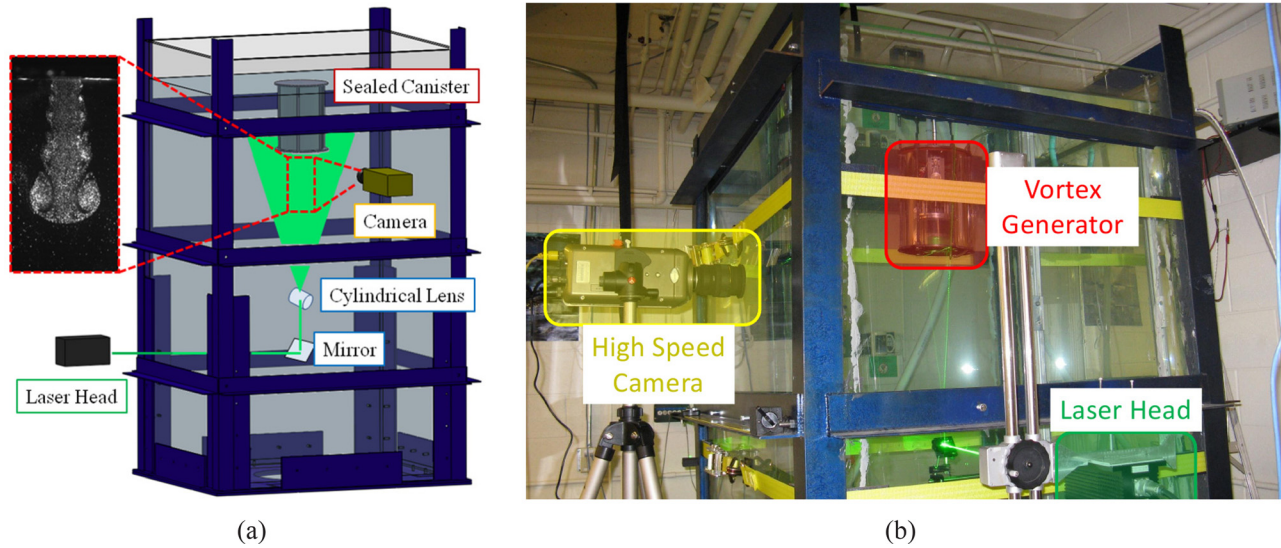 Sealed Canister
Camera
Cylindrical Lens
Mirror
Laser Head
(a)
Vortex
Generator
High Speed
Camera
Laser Head
(b)